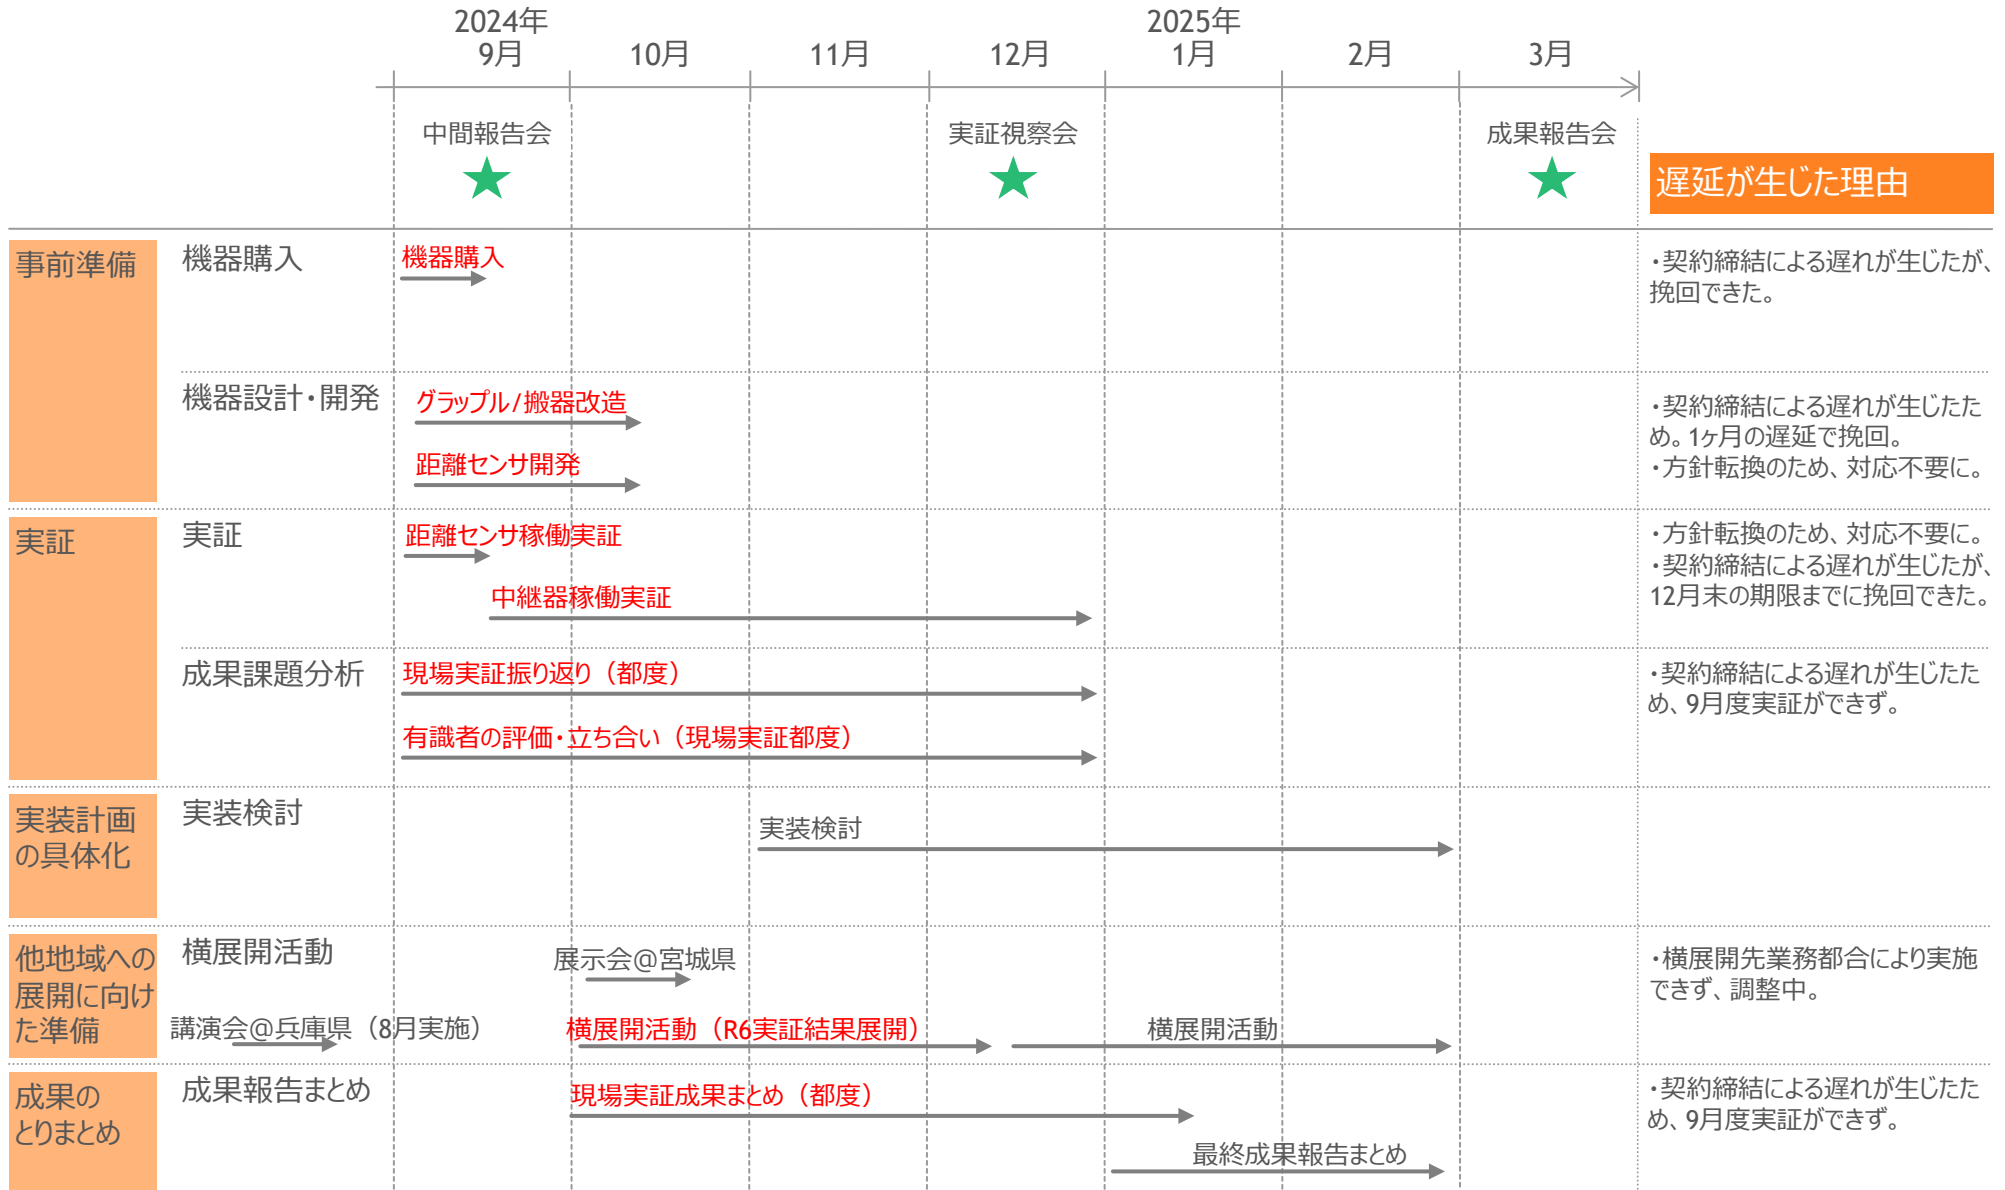 2024年
2025年
9月
10月
11月
12月
1月
2月
3月
中間報告会
実証視察会
成果報告会
遅延が生じた理由
事前準備
機器購入
機器購入
・契約締結による遅れが生じたが、
挽回できた。
機器設計・開発
グラップル/搬器改造
距離センサ開発
・契約締結による遅れが生じたた
め。1ヶ月の遅延で挽回。
・方針転換のため、対応不要に。
実証
実証
距離センサ稼働実証
中継器稼働実証
・方針転換のため、対応不要に。
・契約締結による遅れが生じたが、
12月末の期限までに挽回できた。
成果課題分析
現場実証振り返り（都度）
有識者の評価・立ち合い（現場実証都度）
・契約締結による遅れが生じたた
め、9月度実証ができず。
実装計画
の具体化
実装検討
実装検討
他地域への
展開に向け
た準備
横展開活動
展示会@宮城県
講演会@兵庫県（8月実施）
横展開活動（R6実証結果展開）
横展開活動
・横展開先業務都合により実施
できず、調整中。
成果の
とりまとめ
成果報告まとめ
現場実証成果まとめ（都度）
最終成果報告まとめ
・契約締結による遅れが生じたた
め、9月度実証ができず。